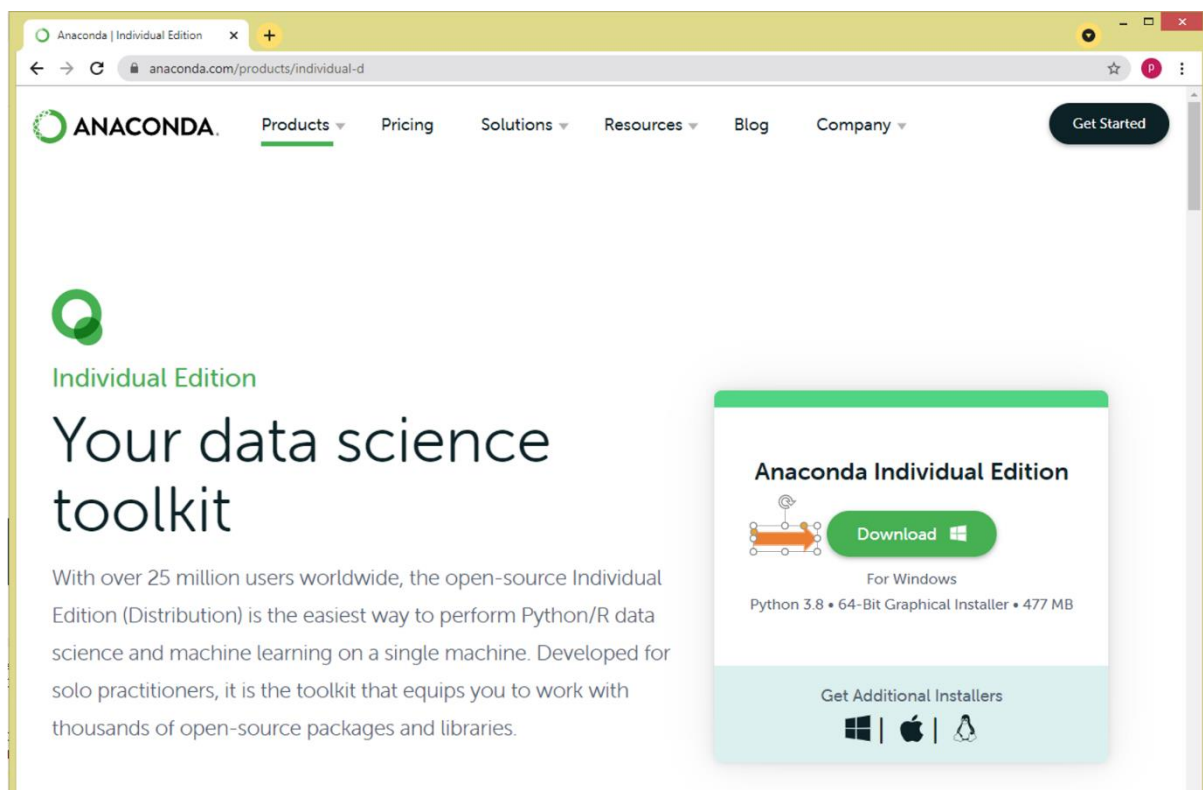 Anaconda | Individual Edition
anaconda.com/products/individual-d
P
ANACONDA.
Products
Pricing
Solutions
Resources
Blog
Company
Get Started
Individual Edition
Your data science
toolkit
With over 25 million users worldwide, the open-source Individual
Edition (Distribution) is the easiest way to perform Python/R data
science and machine learning on a single machine. Developed for
solo practitioners, it is the toolkit that equips you to work with
thousands of open-source packages and libraries.
Anaconda Individual Edition
Download
For Windows
Python 3.8 • 64-Bit Graphical Installer • 477 MB
Get Additional Installers